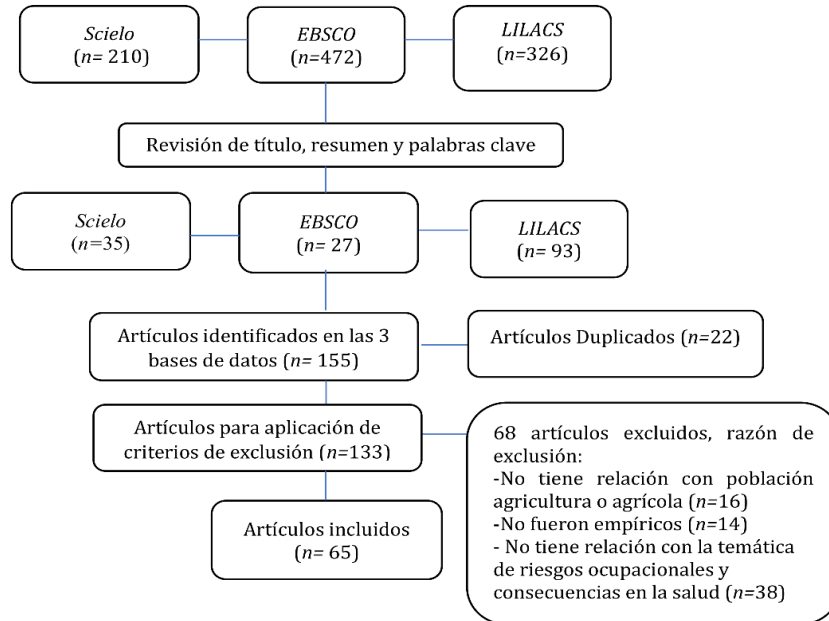 Scielo
(n= 210)
EBSCO
(n=472)
LILACS
(n=326)
Revisión de título, resumen y palabras clave
Scielo
(n=35)
EBSCO
(n= 27)
LILACS
(n= 93)
Artículos identificados en las 3
bases de datos (n= 155)
Artículos Duplicados (n=22)
Artículos para aplicación de
criterios de exclusión (n=133)
68 artículos excluidos, razón de
exclusión:
-No tiene relación con población
agricultura o agrícola (n=16)
-No fueron empíricos (n=14)
- No tiene relación con la temática
de riesgos ocupacionales y
consecuencias en la salud (n=38)
Artículos incluidos
(n= 65)